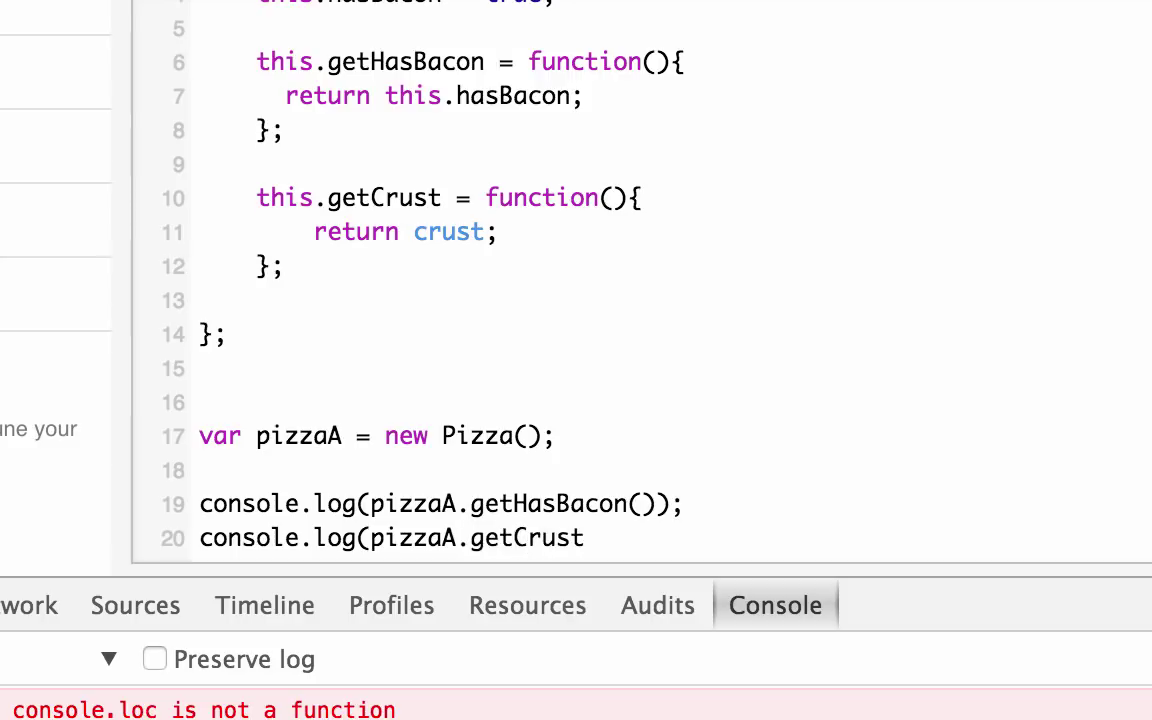 5
6 this.getHasBacon = function(){
7 return this.hasBacon;
8 };
9
10 this.getCrust = function(){
11 return crust;
12 };
13
14 };
15
16
une your
17 var pizzaA = new Pizza();
18
19 console.log(pizzaA.getHasBacon());
20 console.log(pizzaA.getCrust
work Sources Timeline Profiles Resources Audits Console
▼ Preserve log
console.loc is not a function